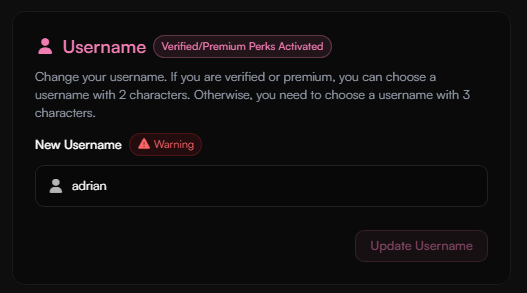 Username Verified/Premium Perks Activated
Change your username. If you are verified or premium, you can choose a
username with 2 characters. Otherwise, you need to choose a username with 3
characters.
New Username Warning
adrian
Update Username